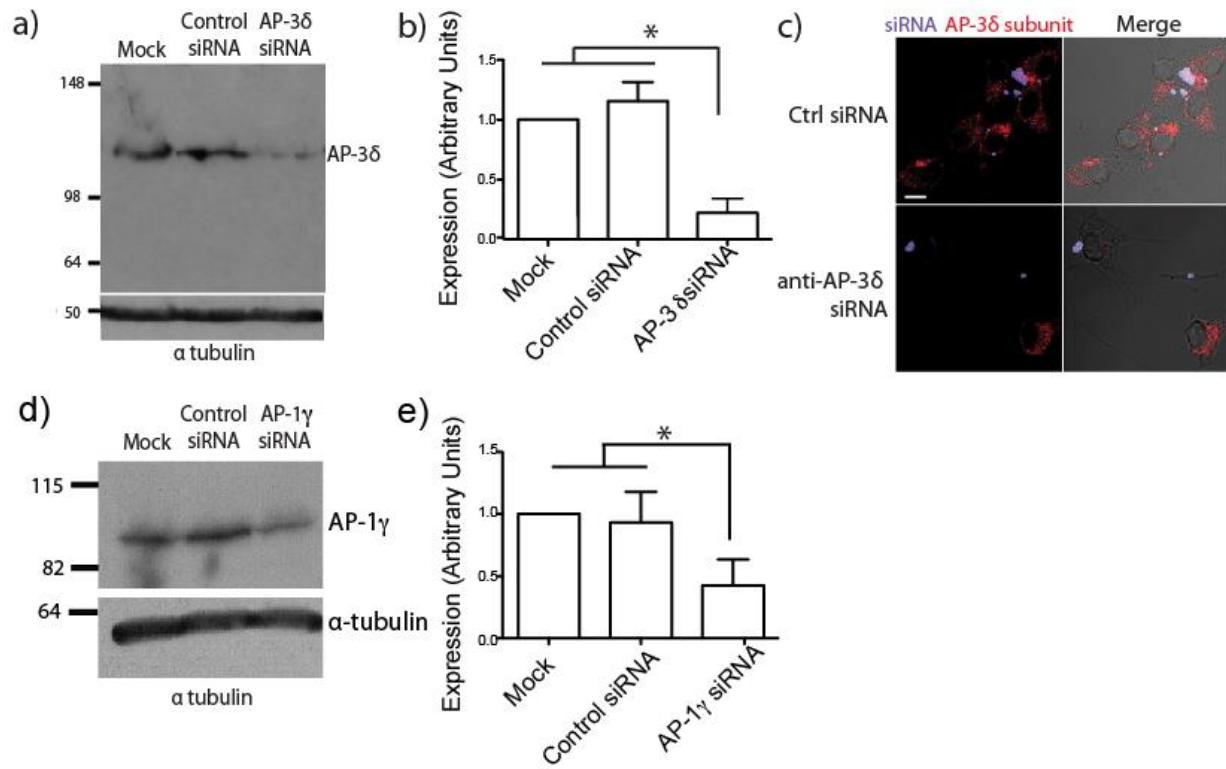 a)
Mock
Control siRNA
AP-3δ siRNA
148
98
64
50
AP-3δ
α tubulin
b)
*
Expression (Arbitrary Units)
1.5
1.0
0.5
0.0
Mock
Control siRNA
AP-3 δsiRNA
c)
siRNA AP-3δ subunit
Merge
Ctrl siRNA
anti-AP-3δ
siRNA
d)
Mock
Control siRNA
AP-1γ siRNA
115
82
64
AP-1γ
α-tubulin
α tubulin
e)
*
Expression (Arbitrary Units)
1.5
1.0
0.5
0.0
Mock
Control siRNA
AP-1γ siRNA